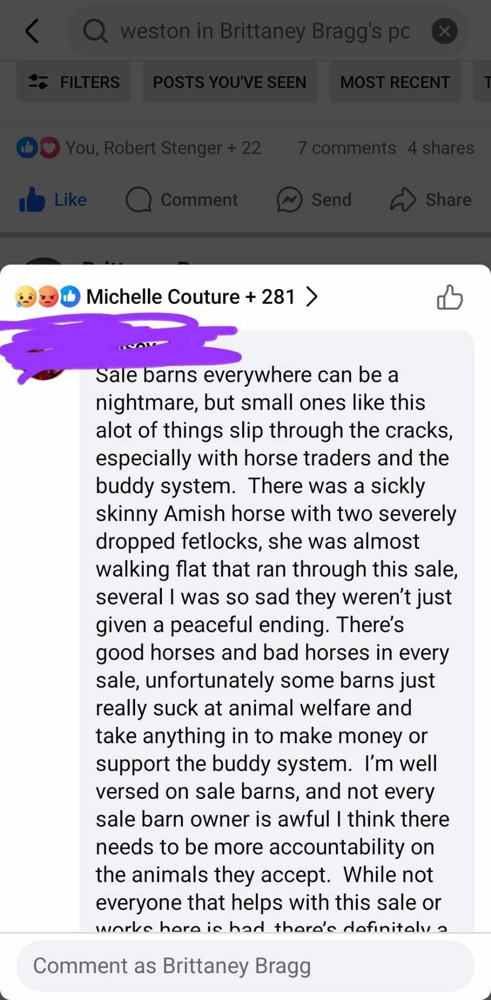 weston in Brittaney Bragg's pc
FILTERS POSTS YOU'VE SEEN MOST RECENT T
You, Robert Stenger + 22 7 comments 4 shares
Like Comment Send Share
Michelle Couture + 281
Sale barns everywhere can be a
nightmare, but small ones like this
alot of things slip through the cracks,
especially with horse traders and the
buddy system.  There was a sickly
skinny Amish horse with two severely
dropped fetlocks, she was almost
walking flat that ran through this sale,
several I was so sad they weren’t just
given a peaceful ending. There’s
good horses and bad horses in every
sale, unfortunately some barns just
really suck at animal welfare and
take anything in to make money or
support the buddy system.  I’m well
versed on sale barns, and not every
sale barn owner is awful I think there
needs to be more accountability on
the animals they accept.  While not
everyone that helps with this sale or
works here is bad, there’s definitely a
Comment as Brittaney Bragg